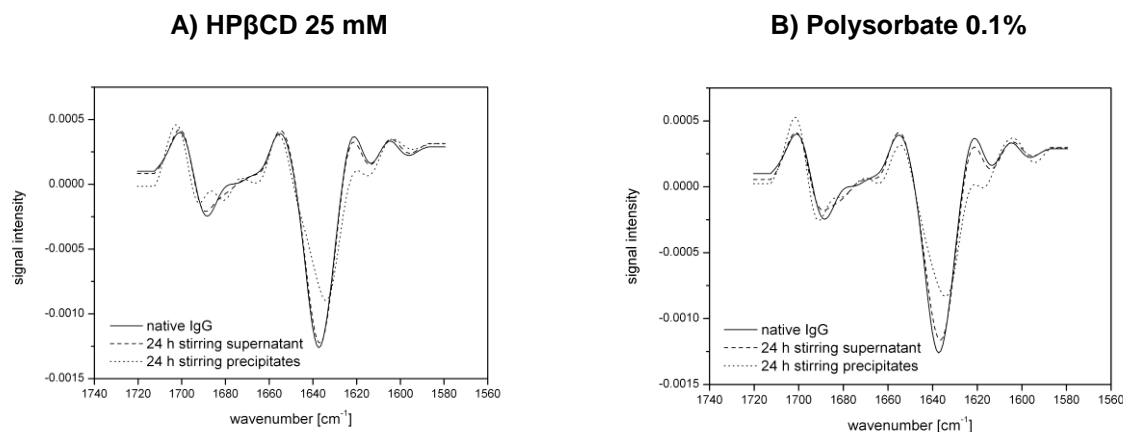 A) HPβCD 25 mM
B) Polysorbate 0.1%
signal intensity
0.0005
0.0000
-0.0005
-0.0010
-0.0015
native IgG
24 h stirring supernatant
24 h stirring precipitates
1740 1720 1700 1680 1660 1640 1620 1600 1580 1560
wavenumber [cm⁻¹]
signal intensity
0.0005
0.0000
-0.0005
-0.0010
-0.0015
native IgG
24 h stirring supernatant
24 h stirring precipitates
1740 1720 1700 1680 1660 1640 1620 1600 1580 1560
wavenumber [cm⁻¹]